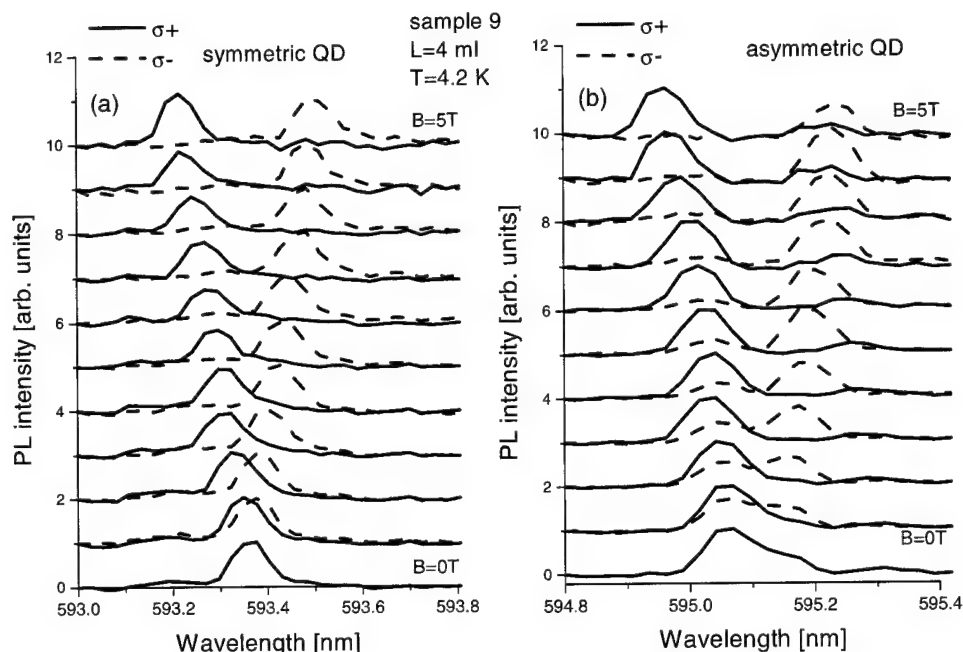 σ+
σ-
symmetric QD
sample 9
L=4 ml
T=4.2 K
σ+
σ-
asymmetric QD
(a)
B=5T
10
8
6
4
2
0
B=0T
593.0
593.2
593.4
593.6
593.8
Wavelength [nm]
PL intensity [arb. units]
(b)
B=5T
10
8
6
4
2
0
B=0T
594.8
595.0
595.2
595.4
Wavelength [nm]
PL intensity [arb. units]